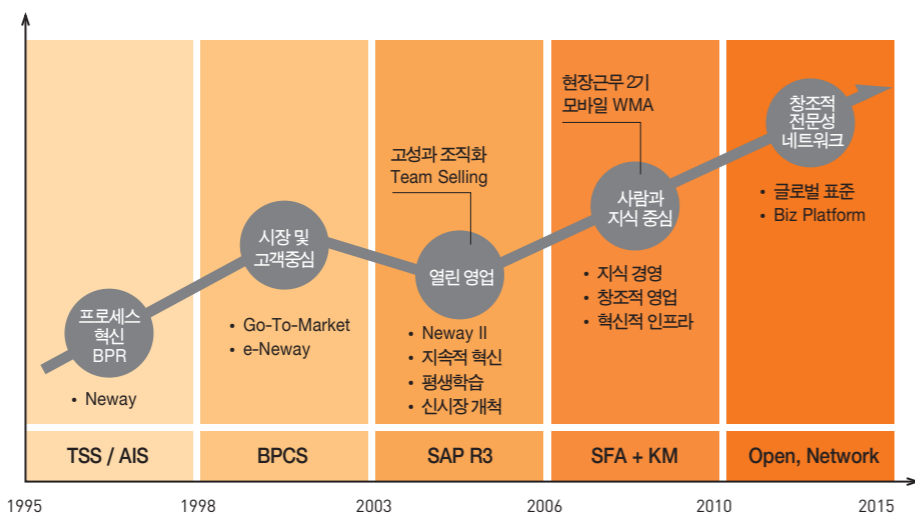 프로세스
혁신
BPR
• Neway
시장 및
고객중심
• Go-To-Market
• e-Neway
고성과 조직화
Team Selling
열린 영업
• Neway II
• 지속적 혁신
• 평생학습
• 신시장 개척
현장근무 2기
모바일 WMA
사람과
지식 중심
• 지식 경영
• 창조적 영업
• 혁신적 인프라
창조적
전문성
네트워크
• 글로벌 표준
• Biz Platform
TSS / AIS
BPCS
SAP R3
SFA + KM
Open, Network
1995
1998
2003
2006
2010
2015